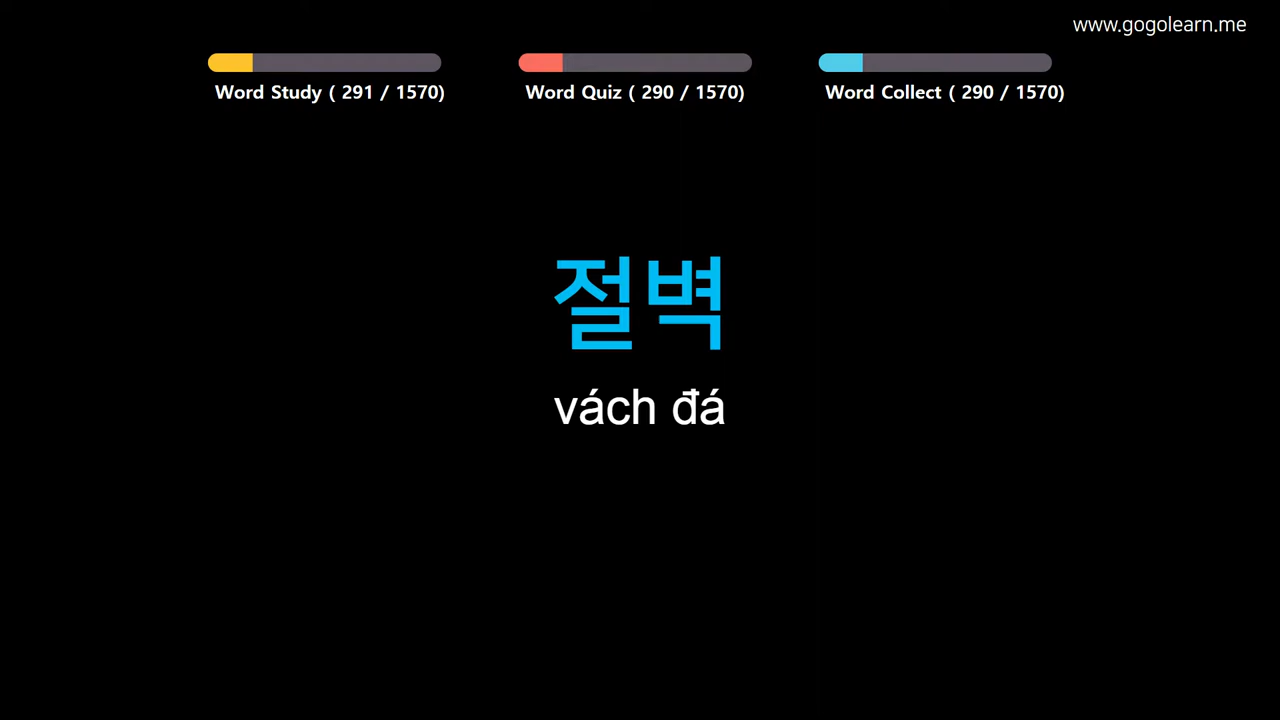 www.gogolearn.me
Word Study ( 291 / 1570)
Word Quiz ( 290 / 1570)
Word Collect ( 290 / 1570)
절벽
vách đá